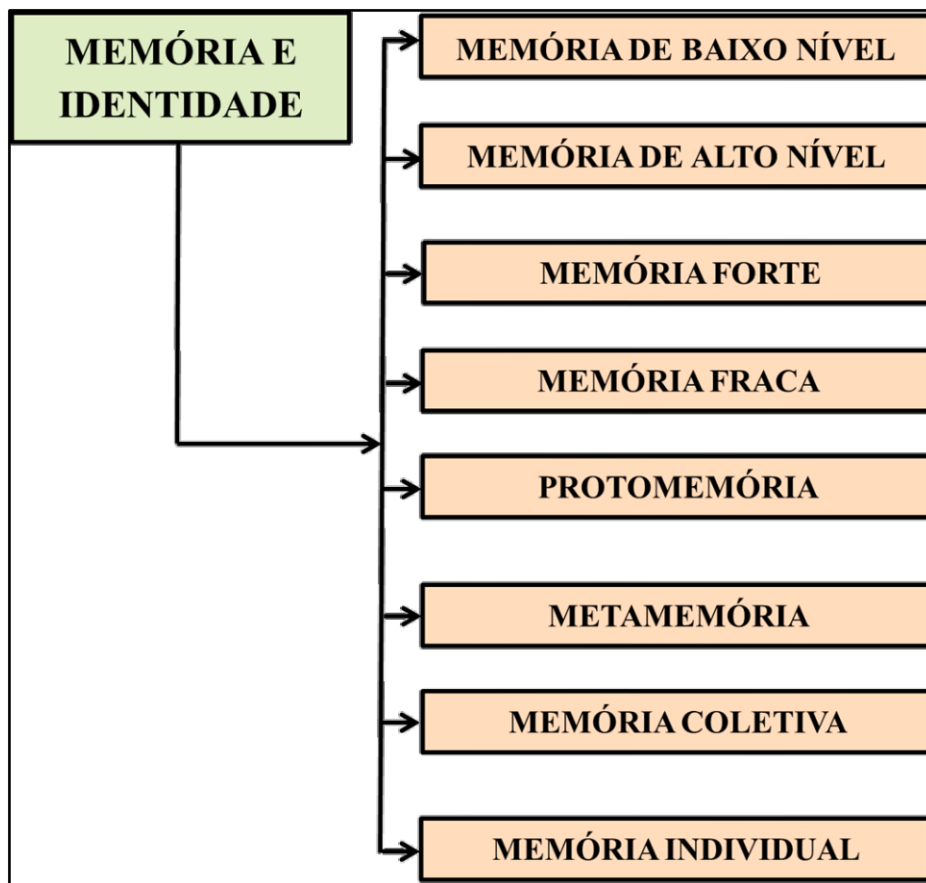 MEMÓRIA E
IDENTIDADE
MEMÓRIA DE BAIXO NÍVEL
MEMÓRIA DE ALTO NÍVEL
MEMÓRIA FORTE
MEMÓRIA FRACA
PROTOMEMÓRIA
METAMEMÓRIA
MEMÓRIA COLETIVA
MEMÓRIA INDIVIDUAL